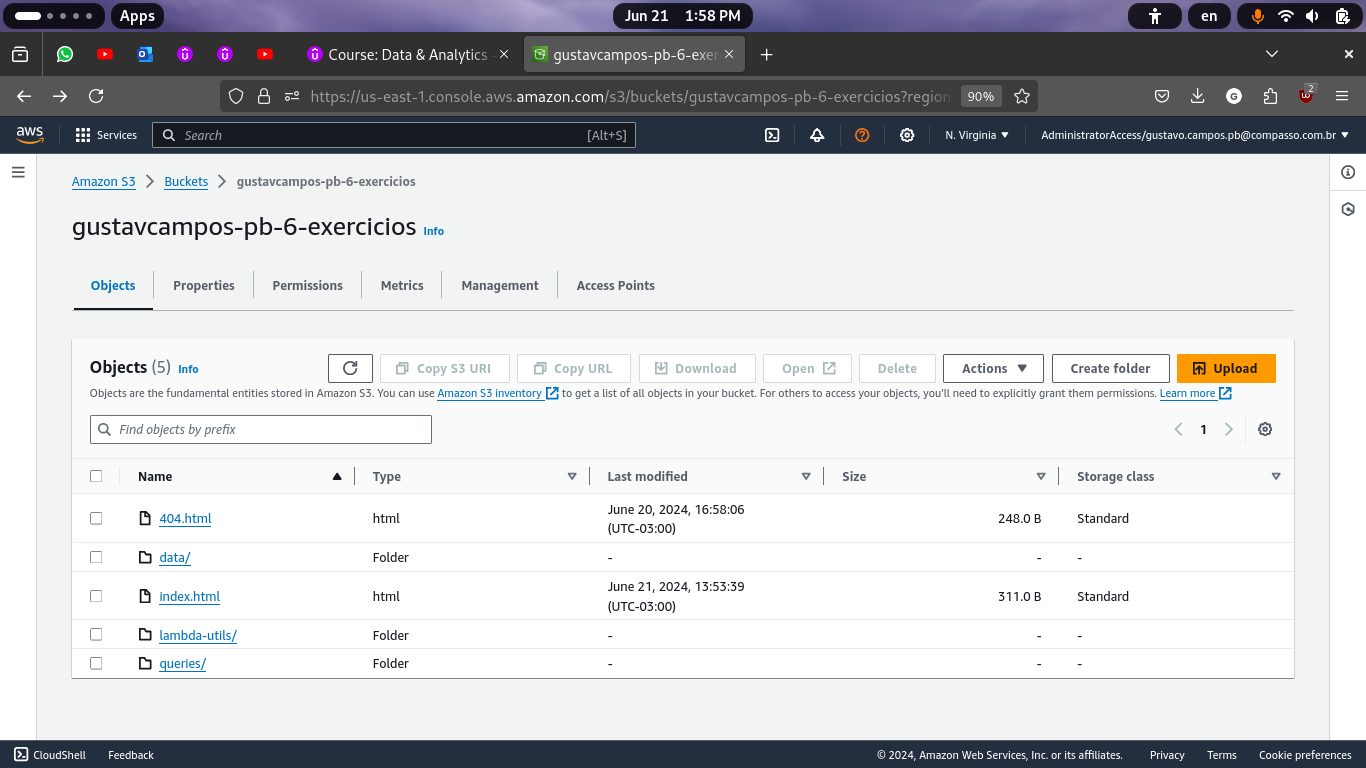 Apps
Jun 21 1:58 PM
en
Course: Data & Analytics -
gustavcampos-pb-6-exer
https://us-east-1.console.aws.amazon.com/s3/buckets/gustavcampos-pb-6-exercicios?region
90%
G
2
aws
Services
Search [Alt+S]
N. Virginia
AdministratorAccess/gustavo.campos.pb@compasso.com.br
Amazon S3 > Buckets > gustavcampos-pb-6-exercicios
gustavcampos-pb-6-exercicios Info
Objects Properties Permissions Metrics Management Access Points
Objects (5) Info
Copy S3 URI Copy URL Download Open Delete Actions Create folder Upload
Objects are the fundamental entities stored in Amazon S3. You can use Amazon S3 inventory to get a list of all objects in your bucket. For others to access your objects, you'll need to explicitly grant them permissions. Learn more
Find objects by prefix
1
Name Type Last modified Size Storage class
404.html html June 20, 2024, 16:58:06 (UTC-03:00) 248.0 B Standard
data/ Folder - - -
index.html html June 21, 2024, 13:53:39 (UTC-03:00) 311.0 B Standard
lambda-utils/ Folder - - -
queries/ Folder - - -
CloudShell Feedback © 2024, Amazon Web Services, Inc. or its affiliates. Privacy Terms Cookie preferences